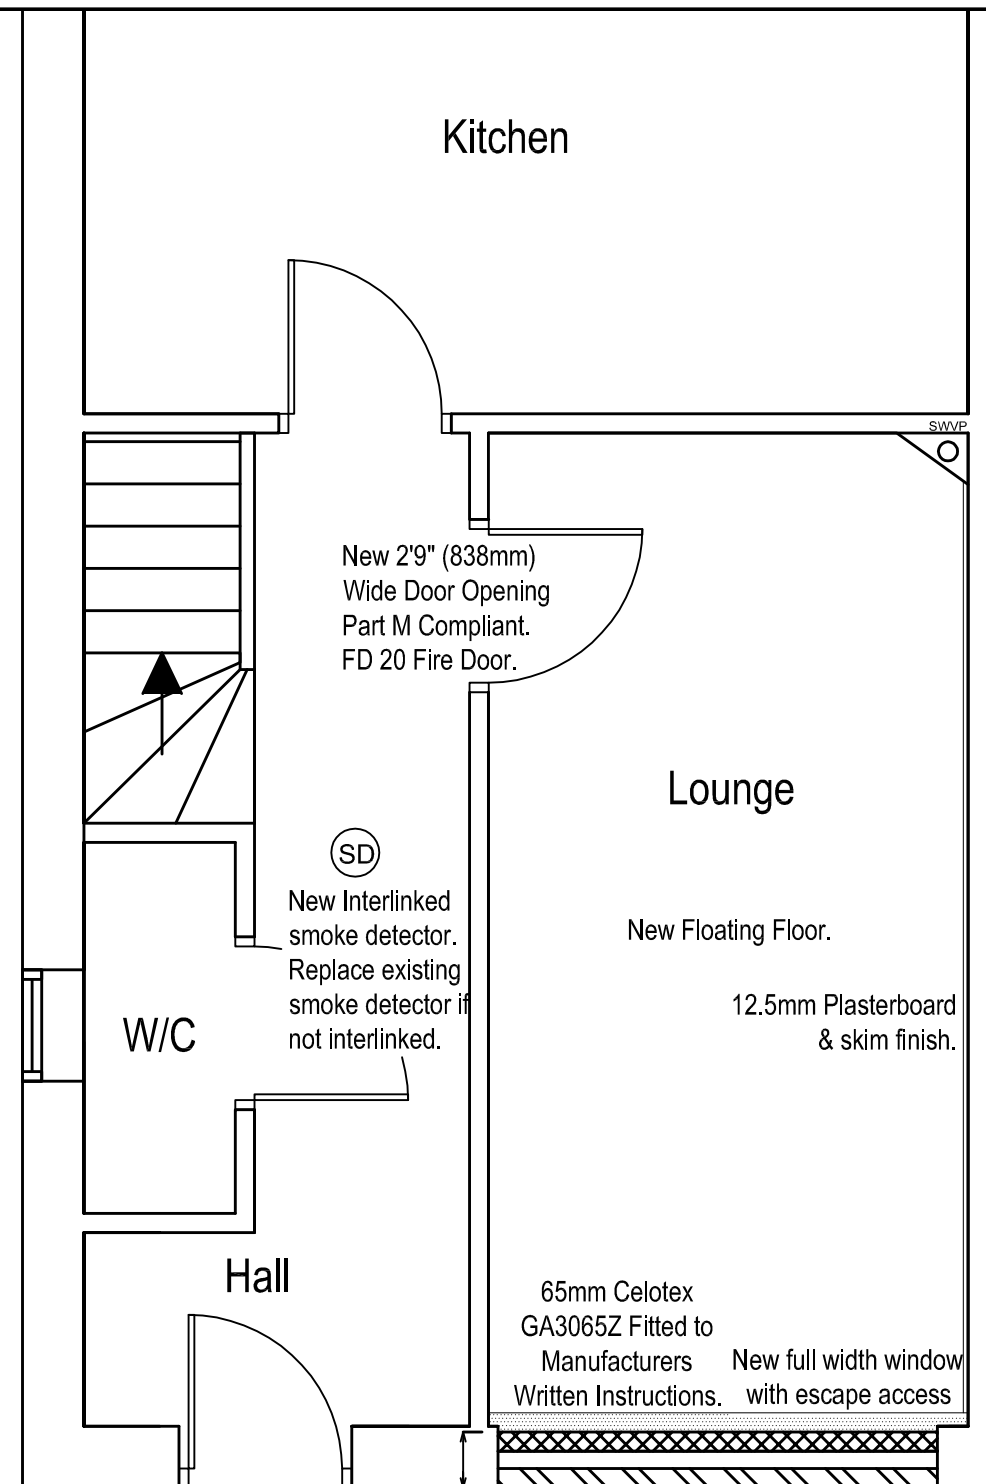 Kitchen
SWVP
New 2'9" (838mm)
Wide Door Opening
Part M Compliant.
FD 20 Fire Door.
Lounge
SD
New Interlinked
smoke detector.
Replace existing
smoke detector if
not interlinked.
New Floating Floor.
12.5mm Plasterboard
& skim finish.
W/C
Hall
65mm Celotex
GA3065Z Fitted to
Manufacturers
Written Instructions.
New full width window
with escape access